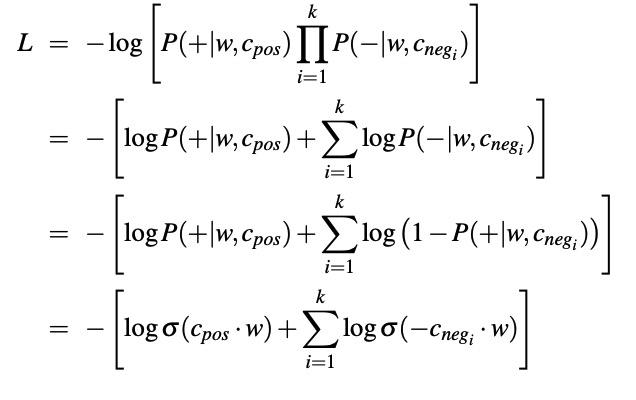 L = −log [P(+|w,c_pos) ∏_{i=1}^{k} P(−|w,c_neg_i)]
= −[log P(+|w,c_pos) + ∑_{i=1}^{k} log P(−|w,c_neg_i)]
= −[log P(+|w,c_pos) + ∑_{i=1}^{k} log (1 − P(+|w,c_neg_i))]
= −[log σ(c_pos · w) + ∑_{i=1}^{k} log σ(−c_neg_i · w)]